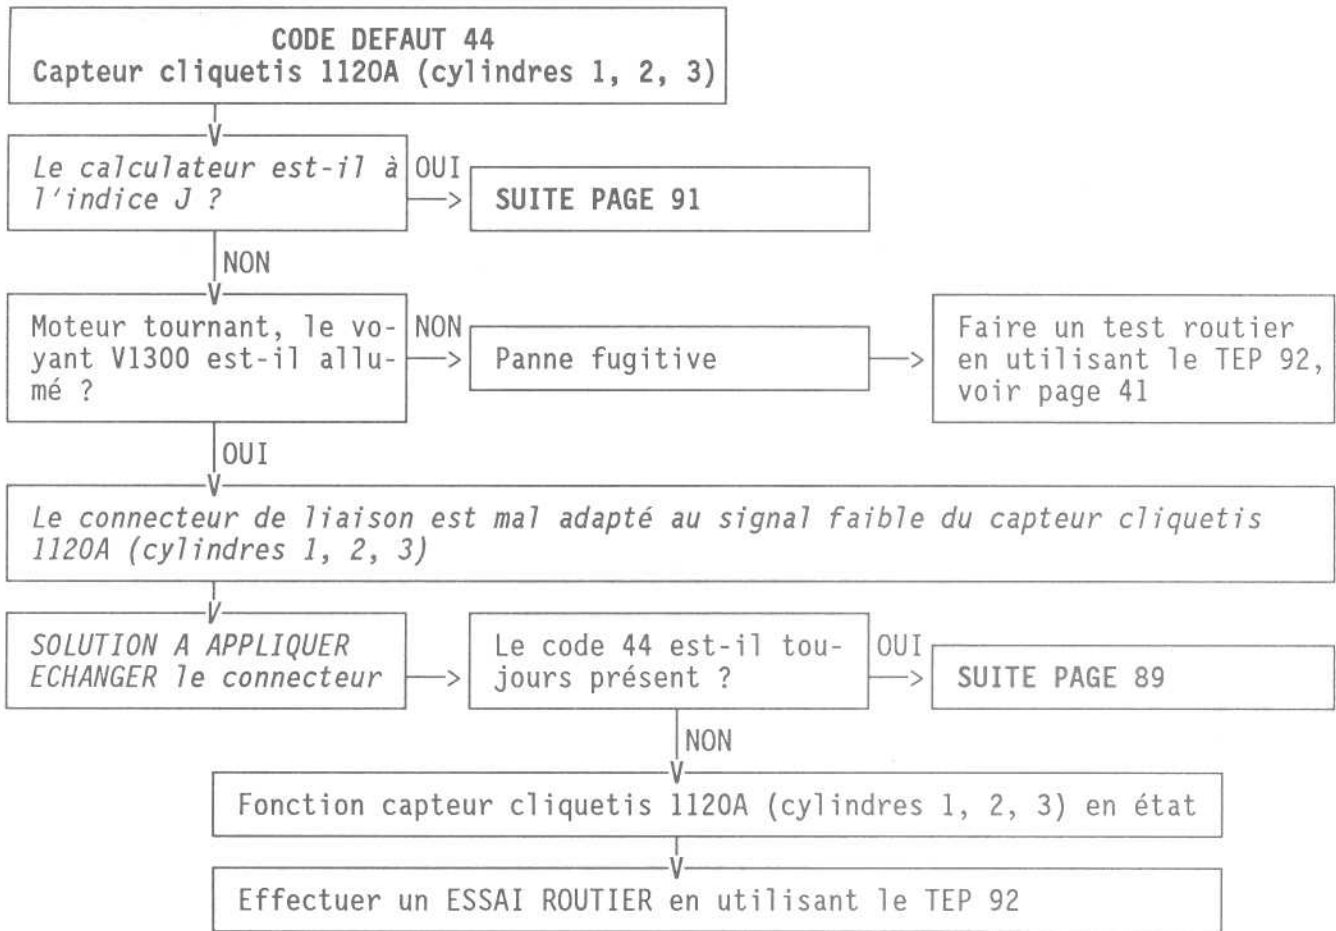 CODE DEFAUT 44
Capteur cliquetis 1120A (cylindres 1, 2, 3)
Le calculateur est-il à
l'indice J ?
OUI
SUITE PAGE 91
NON
Moteur tournant, le vo-
yant V1300 est-il allu-
mé ?
NON
Panne fugitive
Faire un test routier
en utilisant le TEP 92,
voir page 41
OUI
Le connecteur de liaison est mal adapté au signal faible du capteur cliquetis
1120A (cylindres 1, 2, 3)
SOLUTION A APPLIQUER
ECHANGER le connecteur
Le code 44 est-il tou-
jours présent ?
OUI
SUITE PAGE 89
NON
Fonction capteur cliquetis 1120A (cylindres 1, 2, 3) en état
Effectuer un ESSAI ROUTIER en utilisant le TEP 92